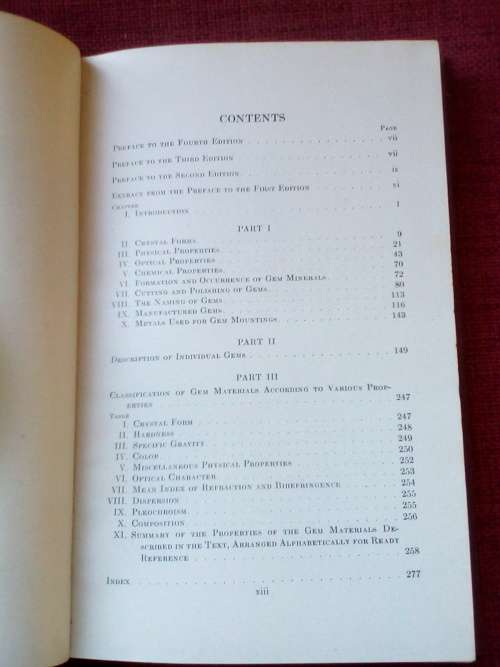 CONTENTS
PAGE
PREFACE TO THE FOURTH EDITION vii
PREFACE TO THE THIRD EDITION vii
PREFACE TO THE SECOND EDITION ix
EXTRACT FROM THE PREFACE TO THE FIRST EDITION xi
CHAPTER
I. INTRODUCTION 1
PART I
II. CRYSTAL FORMS 9
III. PHYSICAL PROPERTIES 21
IV. OPTICAL PROPERTIES 43
V. CHEMICAL PROPERTIES 70
VI. FORMATION AND OCCURRENCE OF GEM MINERALS 72
VII. CUTTING AND POLISHING OF GEMS 80
VIII. THE NAMING OF GEMS 113
IX. MANUFACTURED GEMS 116
X. METALS USED FOR GEM MOUNTINGS 143
PART II
DESCRIPTION OF INDIVIDUAL GEMS 149
PART III
CLASSIFICATION OF GEM MATERIALS ACCORDING TO VARIOUS PROP-
ERTIES 247
TABLE
I. CRYSTAL FORM 247
II. HARDNESS 248
III. SPECIFIC GRAVITY 249
IV. COLOR 250
V. MISCELLANEOUS PHYSICAL PROPERTIES 252
VI. OPTICAL CHARACTER 253
VII. MEAN INDEX OF REFRACTION AND BIREFRINGENCE 254
VIII. DISPERSION 255
IX. PLEOCHROISM 255
X. COMPOSITION 256
XI. SUMMARY OF THE PROPERTIES OF THE GEM MATERIALS DE-
SCRIBED IN THE TEXT, ARRANGED ALPHABETICALLY FOR READY
REFERENCE 258
INDEX 277
xiii